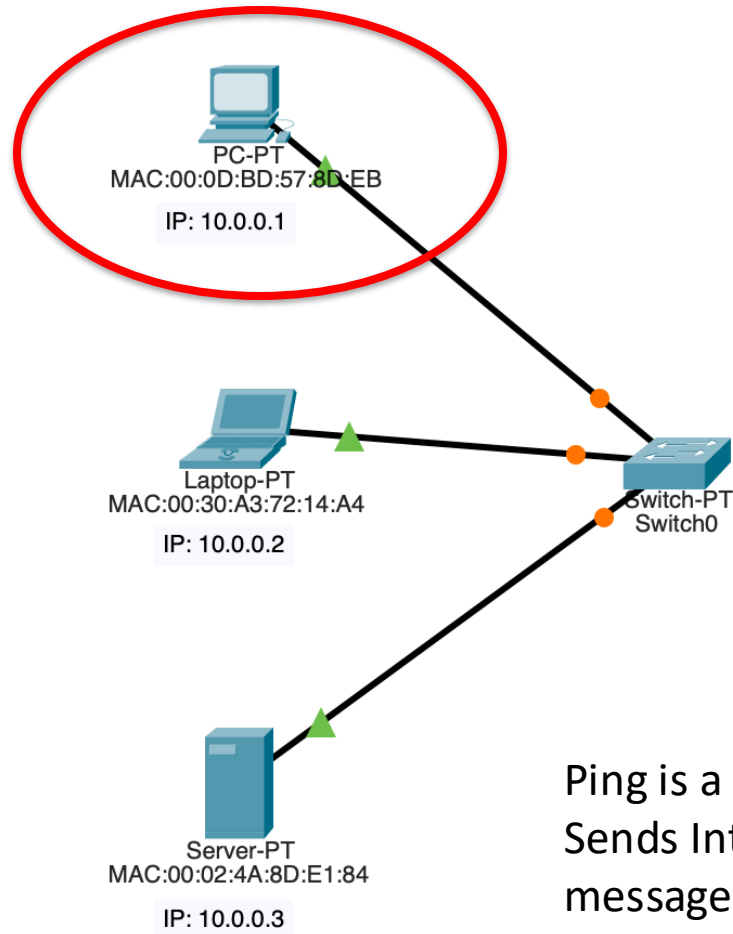 PC-PT
MAC:00:0D:BD:57:8D:EB
IP: 10.0.0.1
Laptop-PT
MAC:00:30:A3:72:14:A4
IP: 10.0.0.2
Switch-PT
Switch0
Server-PT
MAC:00:02:4A:8D:E1:84
IP: 10.0.0.3
Ping is a
Sends
message